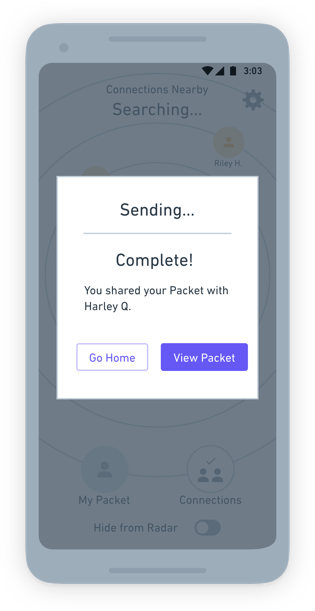 3:03
Connections Nearby
Searching...
Riley H.
Sending...
Complete!
You shared your Packet with
Harley Q.
Go Home
View Packet
My Packet
Connections
Hide from Radar